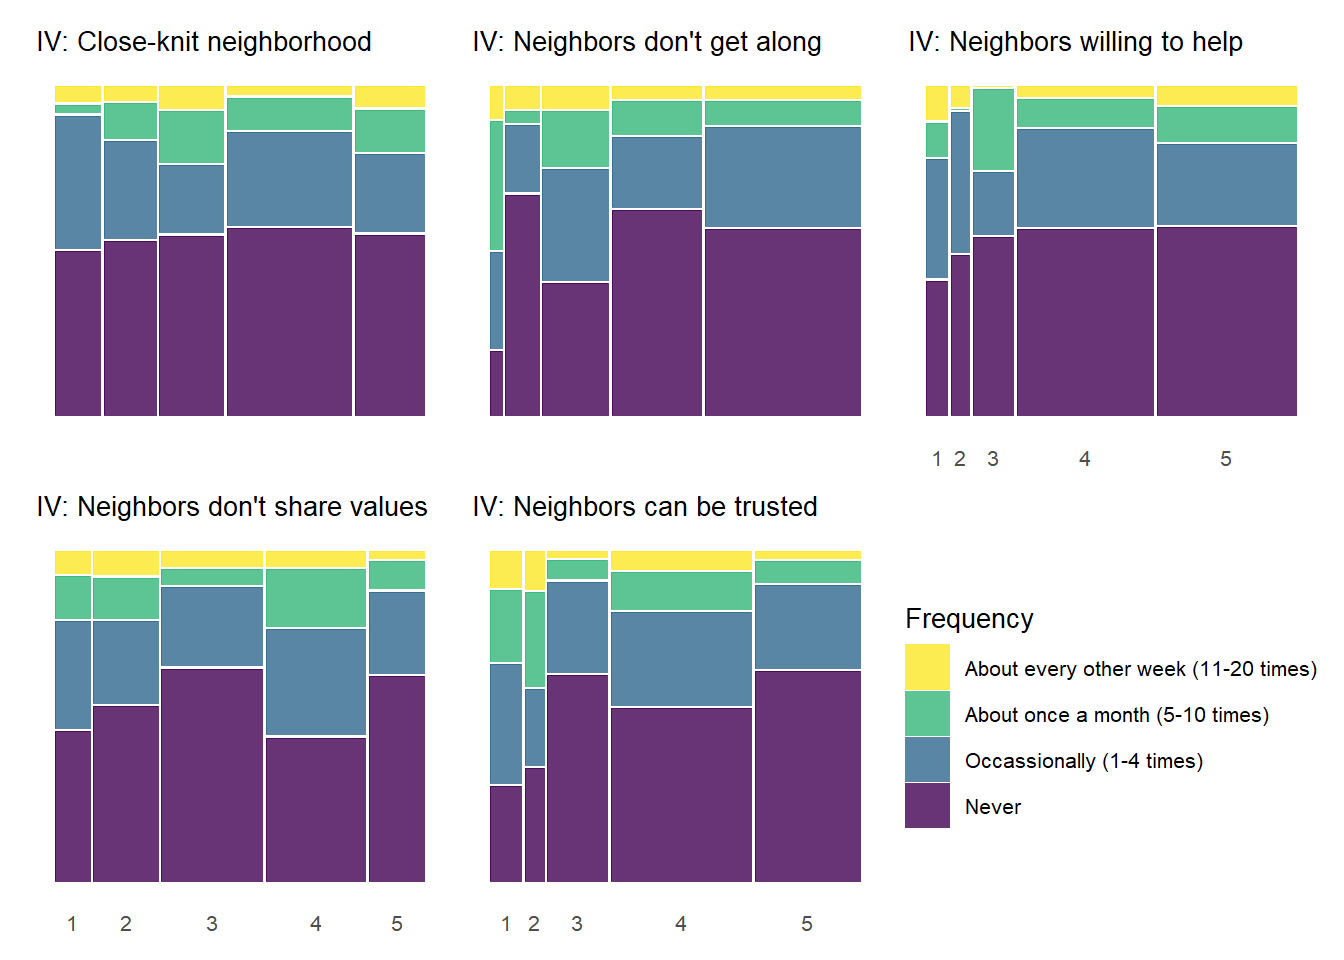 IV: Close-knit neighborhood
IV: Neighbors don't get along
IV: Neighbors willing to help
1 2 3 4 5
IV: Neighbors don't share values
IV: Neighbors can be trusted
1 2 3 4 5
1 2 3 4 5
Frequency
About every other week (11-20 times)
About once a month (5-10 times)
Occassionally (1-4 times)
Never